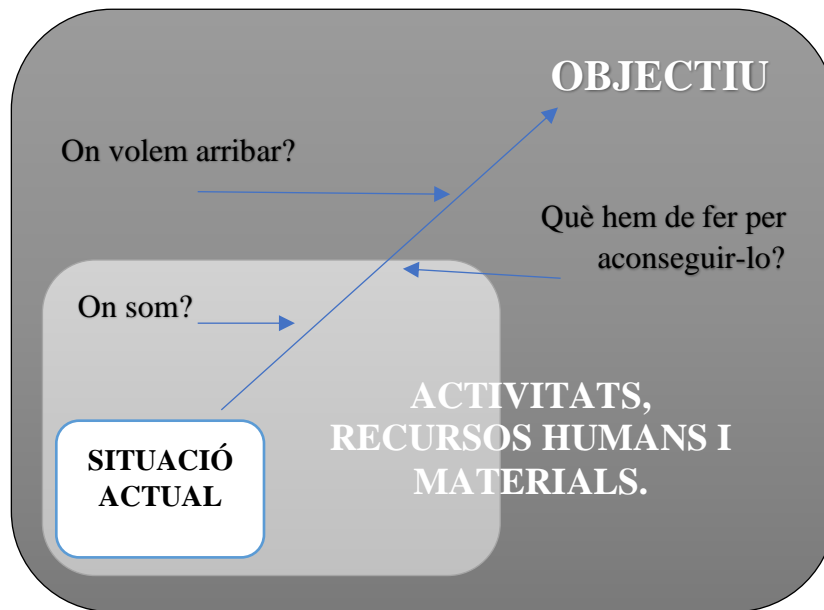 OBJECTIU
On volem arribar?
Què hem de fer per
aconseguir-lo?
On som?
ACTIVITATS,
RECURSOS HUMANS I
MATERIALS.
SITUACIÓ
ACTUAL